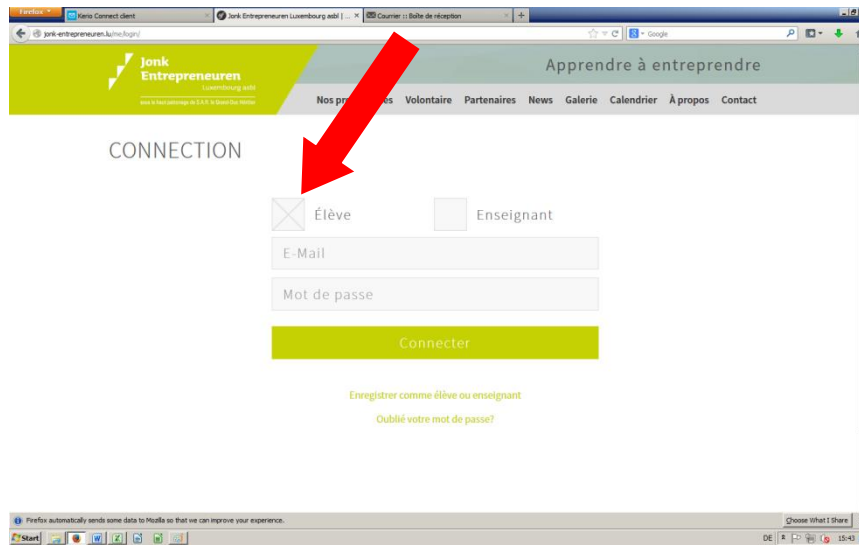 Firefox
Kerio Connect client
Jonk Entrepreneuren Luxembourg asbl | ...
Courrier :: Boîte de réception
jonk-entrepreneuren.lu/me/login/
Google
Jonk
Entrepreneuren
Luxembourg asbl
Apprendre à entreprendre
Volontaire Partenaires News Galerie Calendrier À propos Contact
CONNECTION
Élève Enseignant
E-Mail
Mot de passe
Connecter
Enregistrer comme élève ou enseignant
Oublié votre mot de passe?
Firefox automatically sends some data to Mozilla so that we can improve your experience.
Choose What I Share
Start
DE
15:43